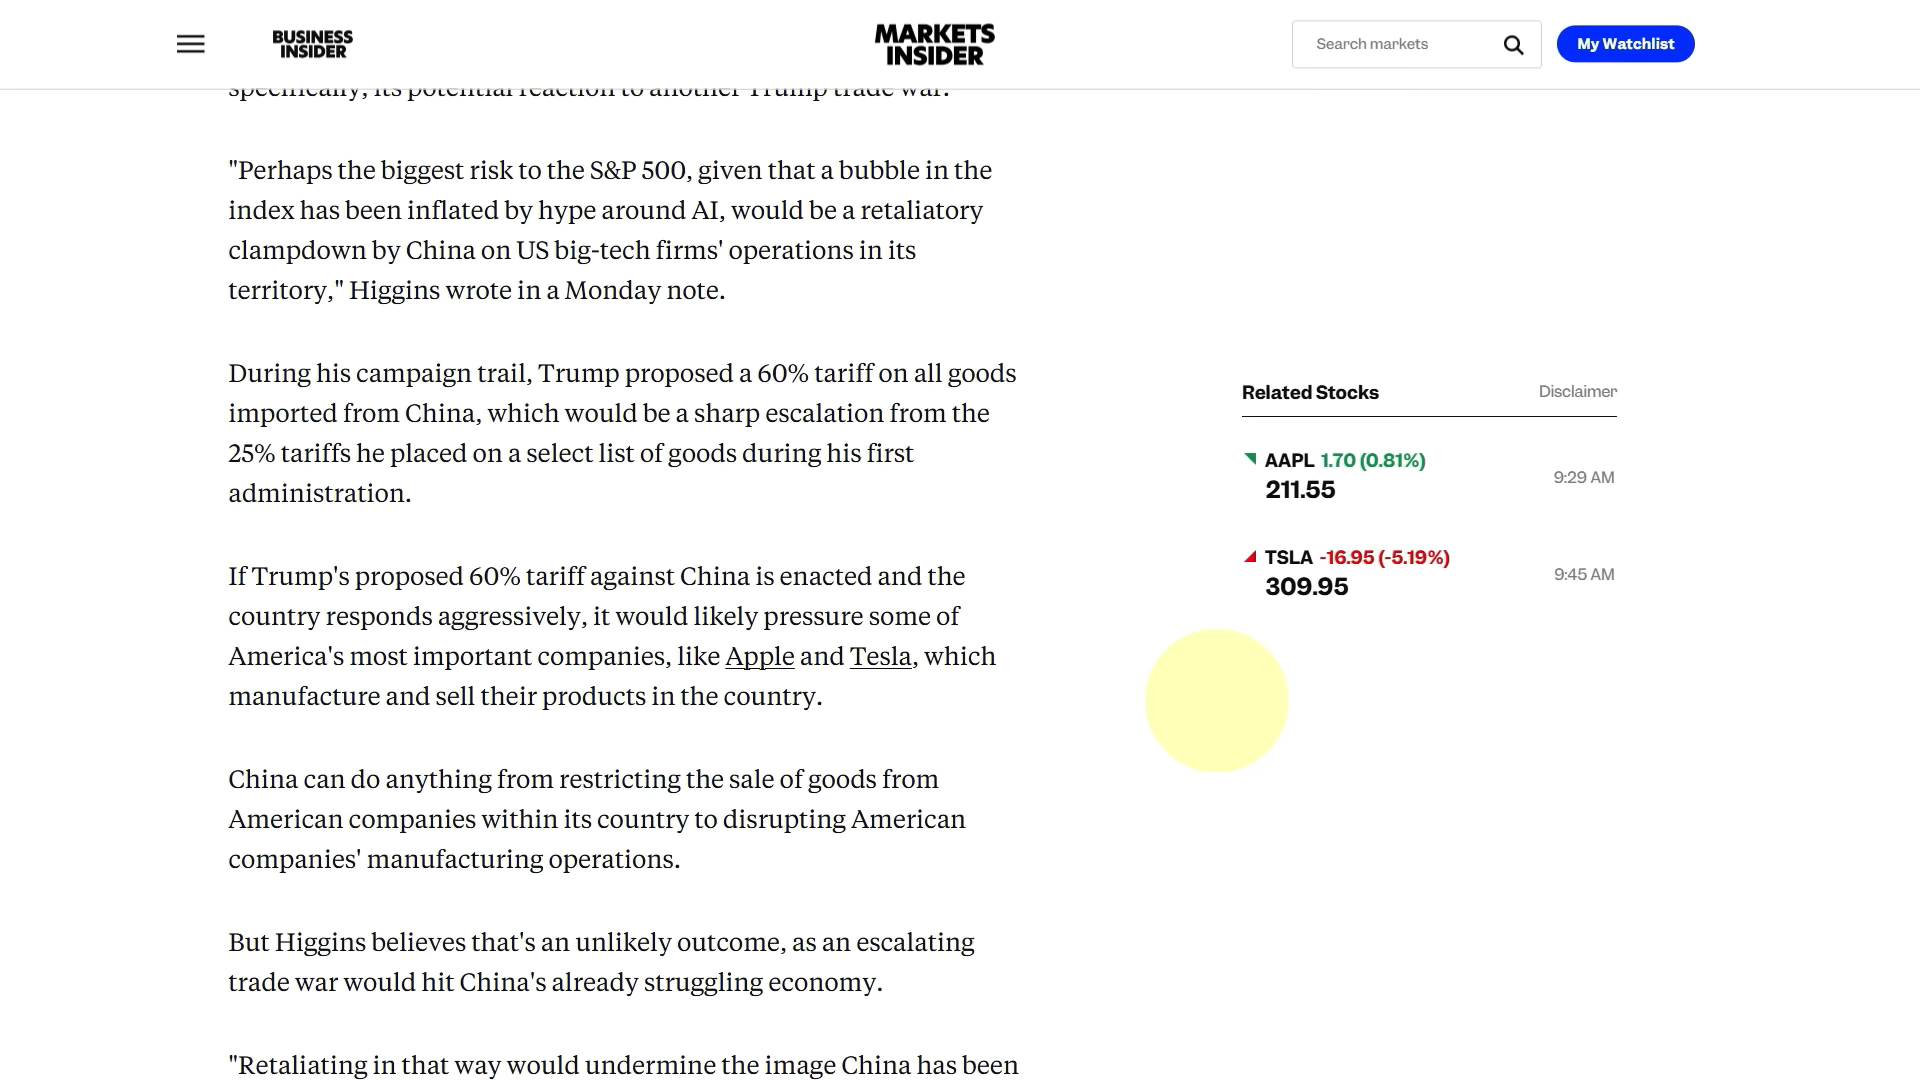 BUSINESS
INSIDER
MARKETS
INSIDER
Search markets
My Watchlist
specifically, its potential reaction to another Trump trade war.
"Perhaps the biggest risk to the S&P 500, given that a bubble in the
index has been inflated by hype around AI, would be a retaliatory
clampdown by China on US big-tech firms' operations in its
territory," Higgins wrote in a Monday note.
During his campaign trail, Trump proposed a 60% tariff on all goods
imported from China, which would be a sharp escalation from the
25% tariffs he placed on a select list of goods during his first
administration.
If Trump's proposed 60% tariff against China is enacted and the
country responds aggressively, it would likely pressure some of
America's most important companies, like Apple and Tesla, which
manufacture and sell their products in the country.
China can do anything from restricting the sale of goods from
American companies within its country to disrupting American
companies' manufacturing operations.
But Higgins believes that's an unlikely outcome, as an escalating
trade war would hit China's already struggling economy.
"Retaliating in that way would undermine the image China has been
Related Stocks
Disclaimer
AAPL 1.70 (0.81%)
211.55
9:29 AM
TSLA -16.95 (-5.19%)
309.95
9:45 AM